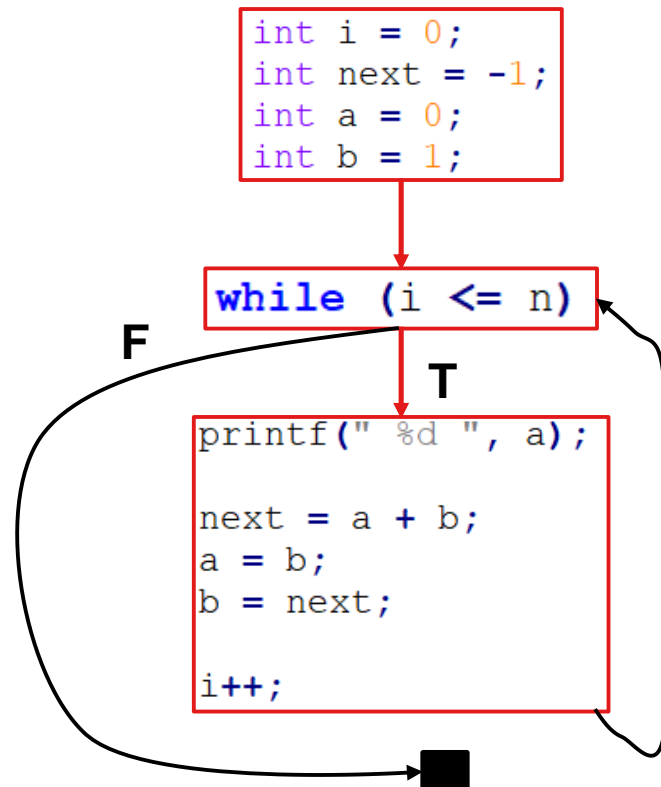 int i = 0;
int next = -1;
int a = 0;
int b = 1;
while (i <= n)
F
T
printf(" %d ", a);
next = a + b;
a = b;
b = next;
i++;